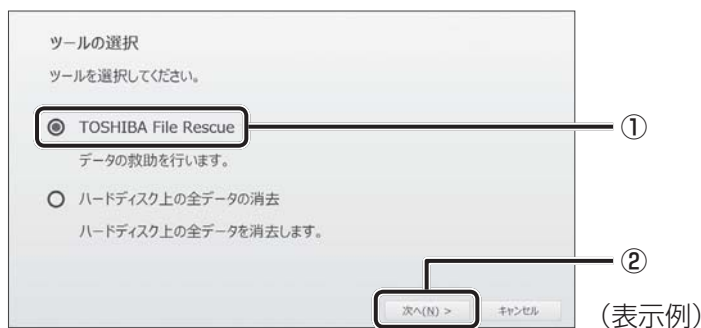 ツールの選択
ツールを選択してください。
TOSHIBA File Rescue
①
データの救助を行います。
ハードディスク上の全データの消去
ハードディスク上の全データを消去します。
②
次へ(N) >
キャンセル
(表示例)